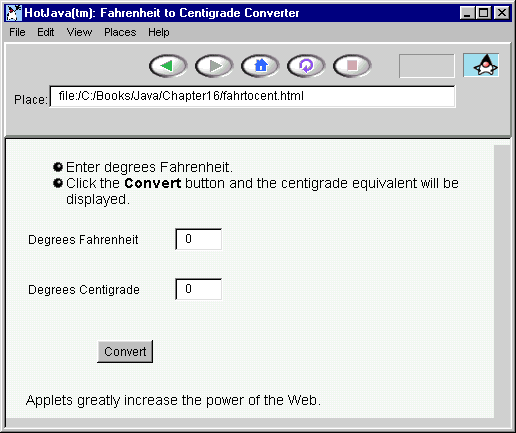 HotJava(tm): Fahrenheit to Centigrade Converter
File Edit View Places Help
Place: file:/C:/Books/Java/Chapter16/fahrtocent.html
Enter degrees Fahrenheit.
Click the Convert button and the centigrade equivalent will be
displayed.
Degrees Fahrenheit 0
Degrees Centigrade 0
Convert
Applets greatly increase the power of the Web.